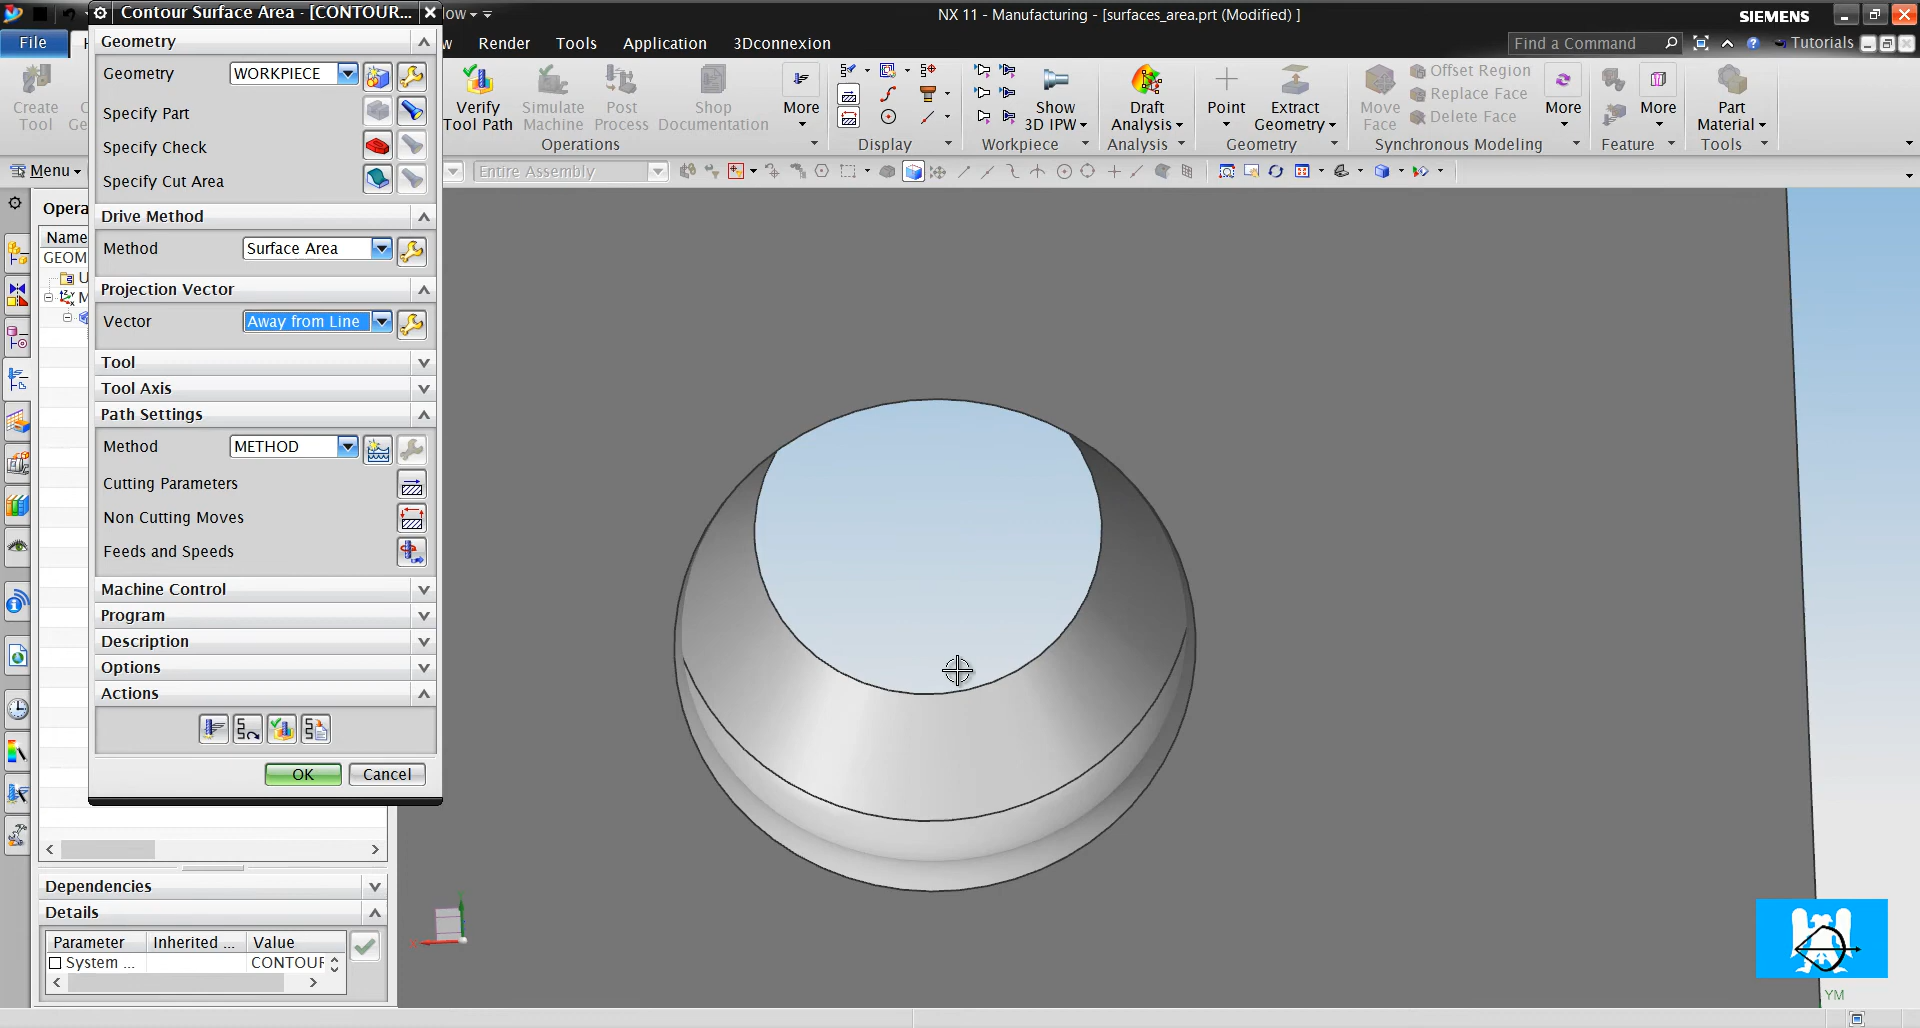 Contour Surface Area - [CONTOUR...
NX 11 - Manufacturing - [surfaces_area.prt (Modified) ]
SIEMENS
File
Render
Tools
Application
3Dconnexion
Find a Command
Tutorials
Create Tool
Verify Tool Path
Simulate Machine
Post Process
Shop Documentation
More
Operations
Display
Show 3D IPW
Workpiece
Draft Analysis
Analysis
Point
Extract Geometry
Geometry
Move Face
Offset Region
Replace Face
Delete Face
More
Synchronous Modeling
More
Feature
Part Material
Tools
Menu
Entire Assembly
Geometry
Geometry
WORKPIECE
Specify Part
Specify Check
Specify Cut Area
Drive Method
Method
Surface Area
Projection Vector
Vector
Away from Line
Tool
Tool Axis
Path Settings
Method
METHOD
Cutting Parameters
Non Cutting Moves
Feeds and Speeds
Machine Control
Program
Description
Options
Actions
OK
Cancel
Opera
Name
GEOM
Dependencies
Details
Parameter
Inherited ...
Value
System ...
CONTOUR
YM